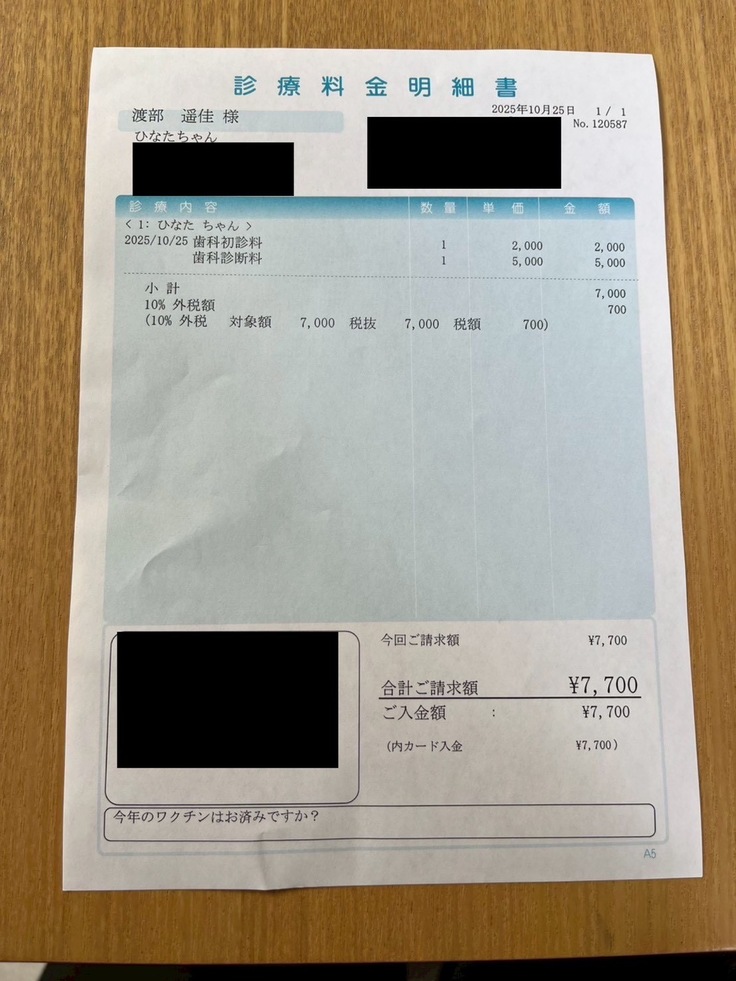 診療料金明細書
渡部 遥佳 様
2025年10月25日 1/ 1
ひなたちゃん
No.120587
診療内容 数量 単価 金額
< 1: ひなた ちゃん >
2025/10/25 歯科初診料 1 2,000 2,000
歯科診断料 1 5,000 5,000
小 計 7,000
10% 外税額 700
(10% 外税 対象額 7,000 税抜 7,000 税額 700)
今回ご請求額 ¥7,700
合計ご請求額 ¥7,700
ご入金額 : ¥7,700
(内カード入金 ¥7,700)
今年のワクチンはお済みですか？
A5